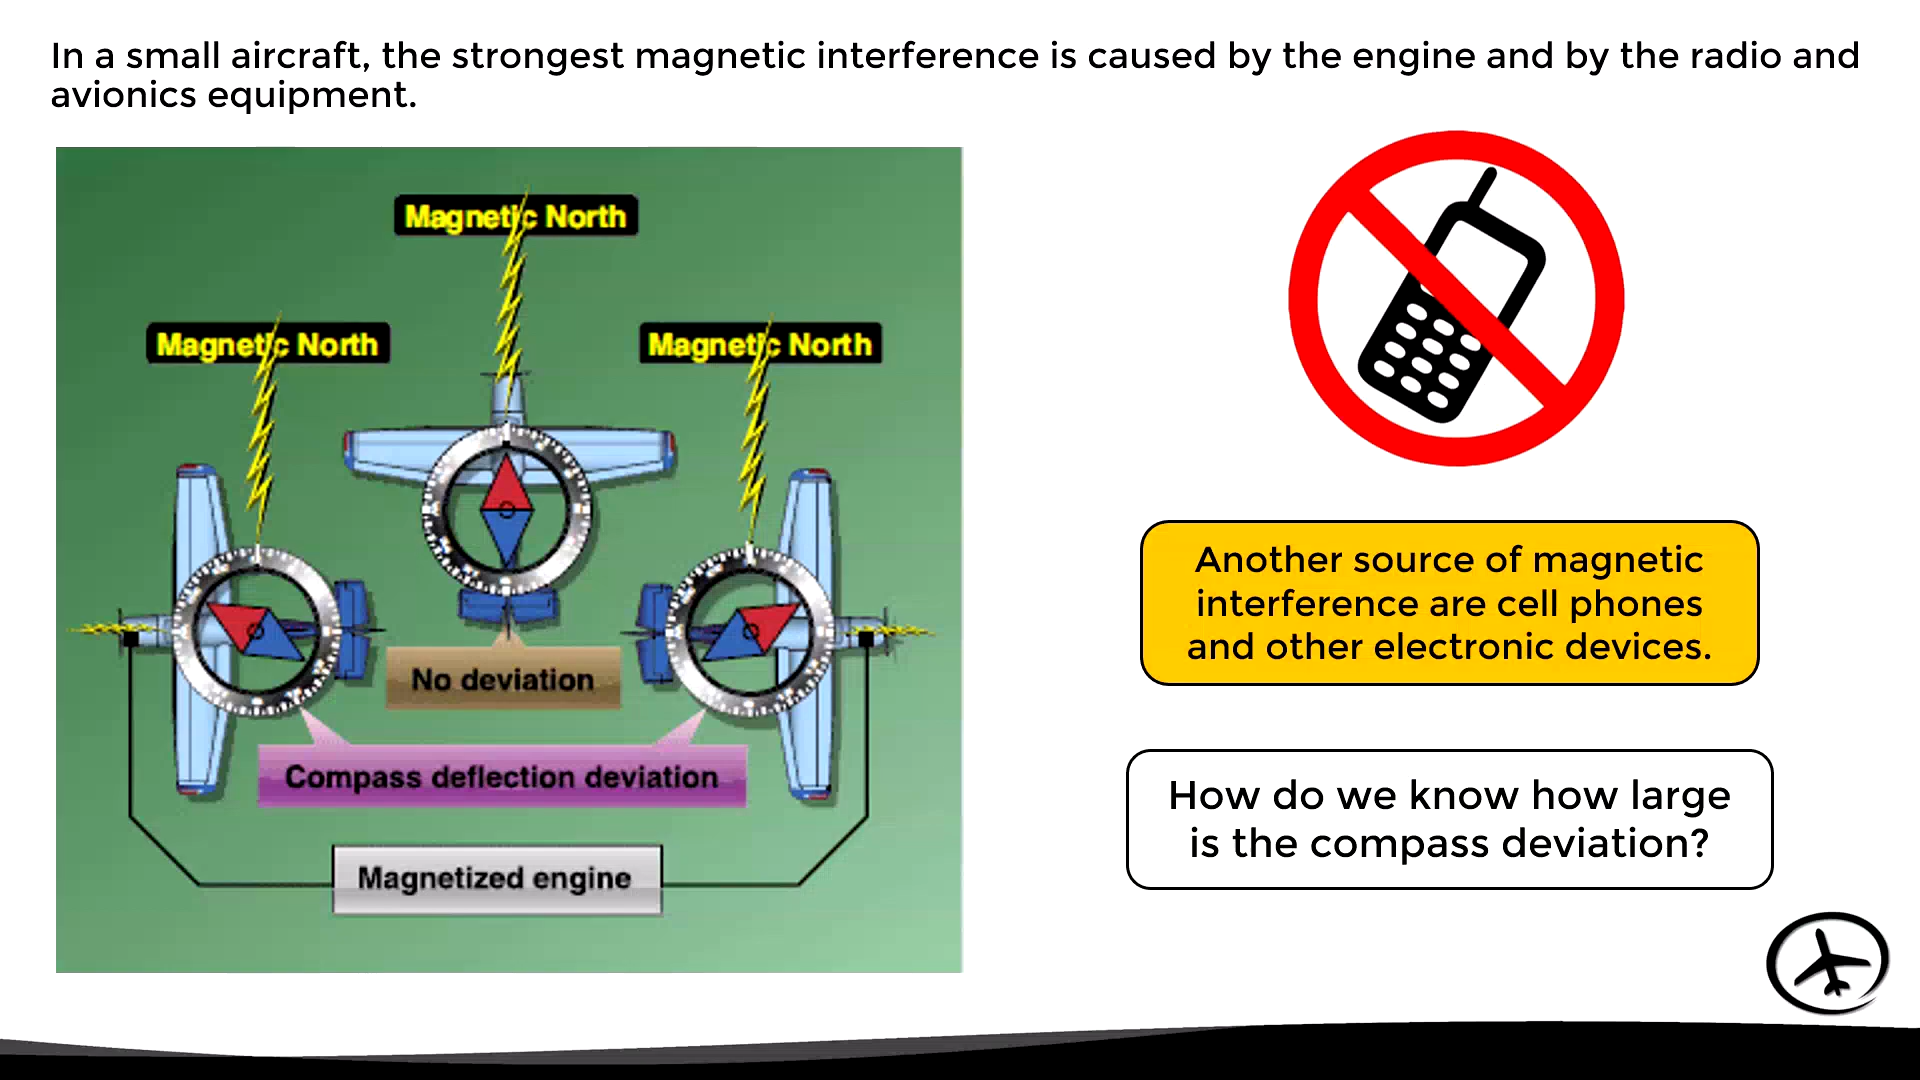 In a small aircraft, the strongest magnetic interference is caused by the engine and by the radio and
avionics equipment.
Magnetic North
Magnetic North
Magnetic North
No deviation
Compass deflection deviation
Magnetized engine
Another source of magnetic
interference are cell phones
and other electronic devices.
How do we know how large
is the compass deviation?